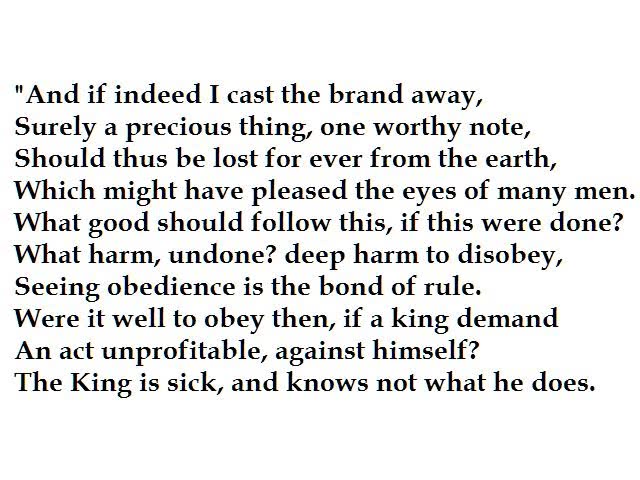 "And if indeed I cast the brand away,
Surely a precious thing, one worthy note,
Should thus be lost for ever from the earth,
Which might have pleased the eyes of many men.
What good should follow this, if this were done?
What harm, undone? deep harm to disobey,
Seeing obedience is the bond of rule.
Were it well to obey then, if a king demand
An act unprofitable, against himself?
The King is sick, and knows not what he does.